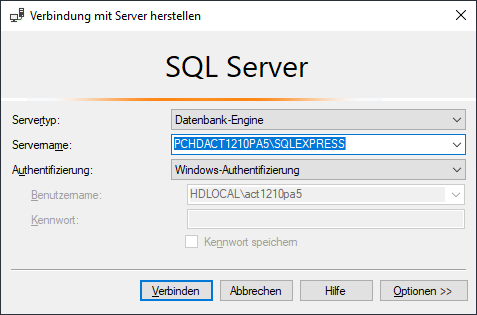 Verbindung mit Server herstellen
SQL Server
Servertyp: Datenbank-Engine
Servername: PCHDACT1210PA5\SQLEXPRESS
Authentifizierung: Windows-Authentifizierung
Benutzername: HDLOCAL\act1210pa5
Kennwort:
Kennwort speichern
Verbinden Abbrechen Hilfe Optionen >>